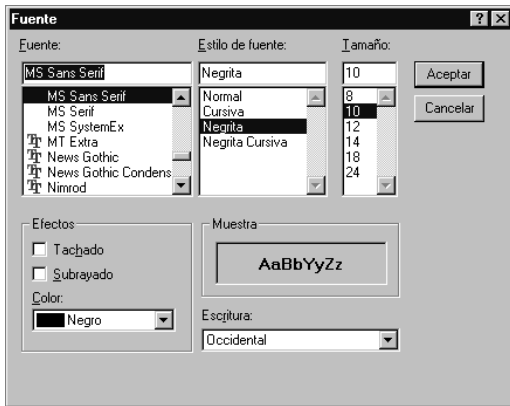 Fuente
Fuente:
MS Sans Serif
MS Sans Serif
MS Serif
MS SystemEx
MT Extra
News Gothic
News Gothic Condens
Nimrod
Estilo de fuente:
Negrita
Normal
Cursiva
Negrita
Negrita Cursiva
Tamaño:
10
8
10
12
14
18
24
Aceptar
Cancelar
Efectos
Tachado
Subrayado
Color:
Negro
Muestra
AaBbYyZz
Escritura:
Occidental